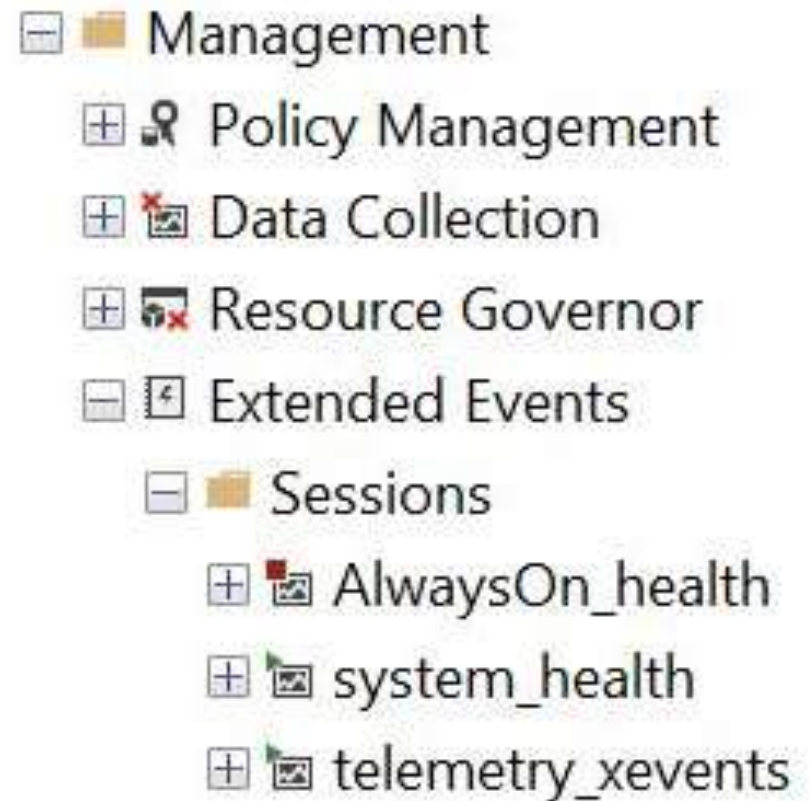 Management
Policy Management
Data Collection
Resource Governor
Extended Events
Sessions
AlwaysOn_health
system_health
telemetry_xevents